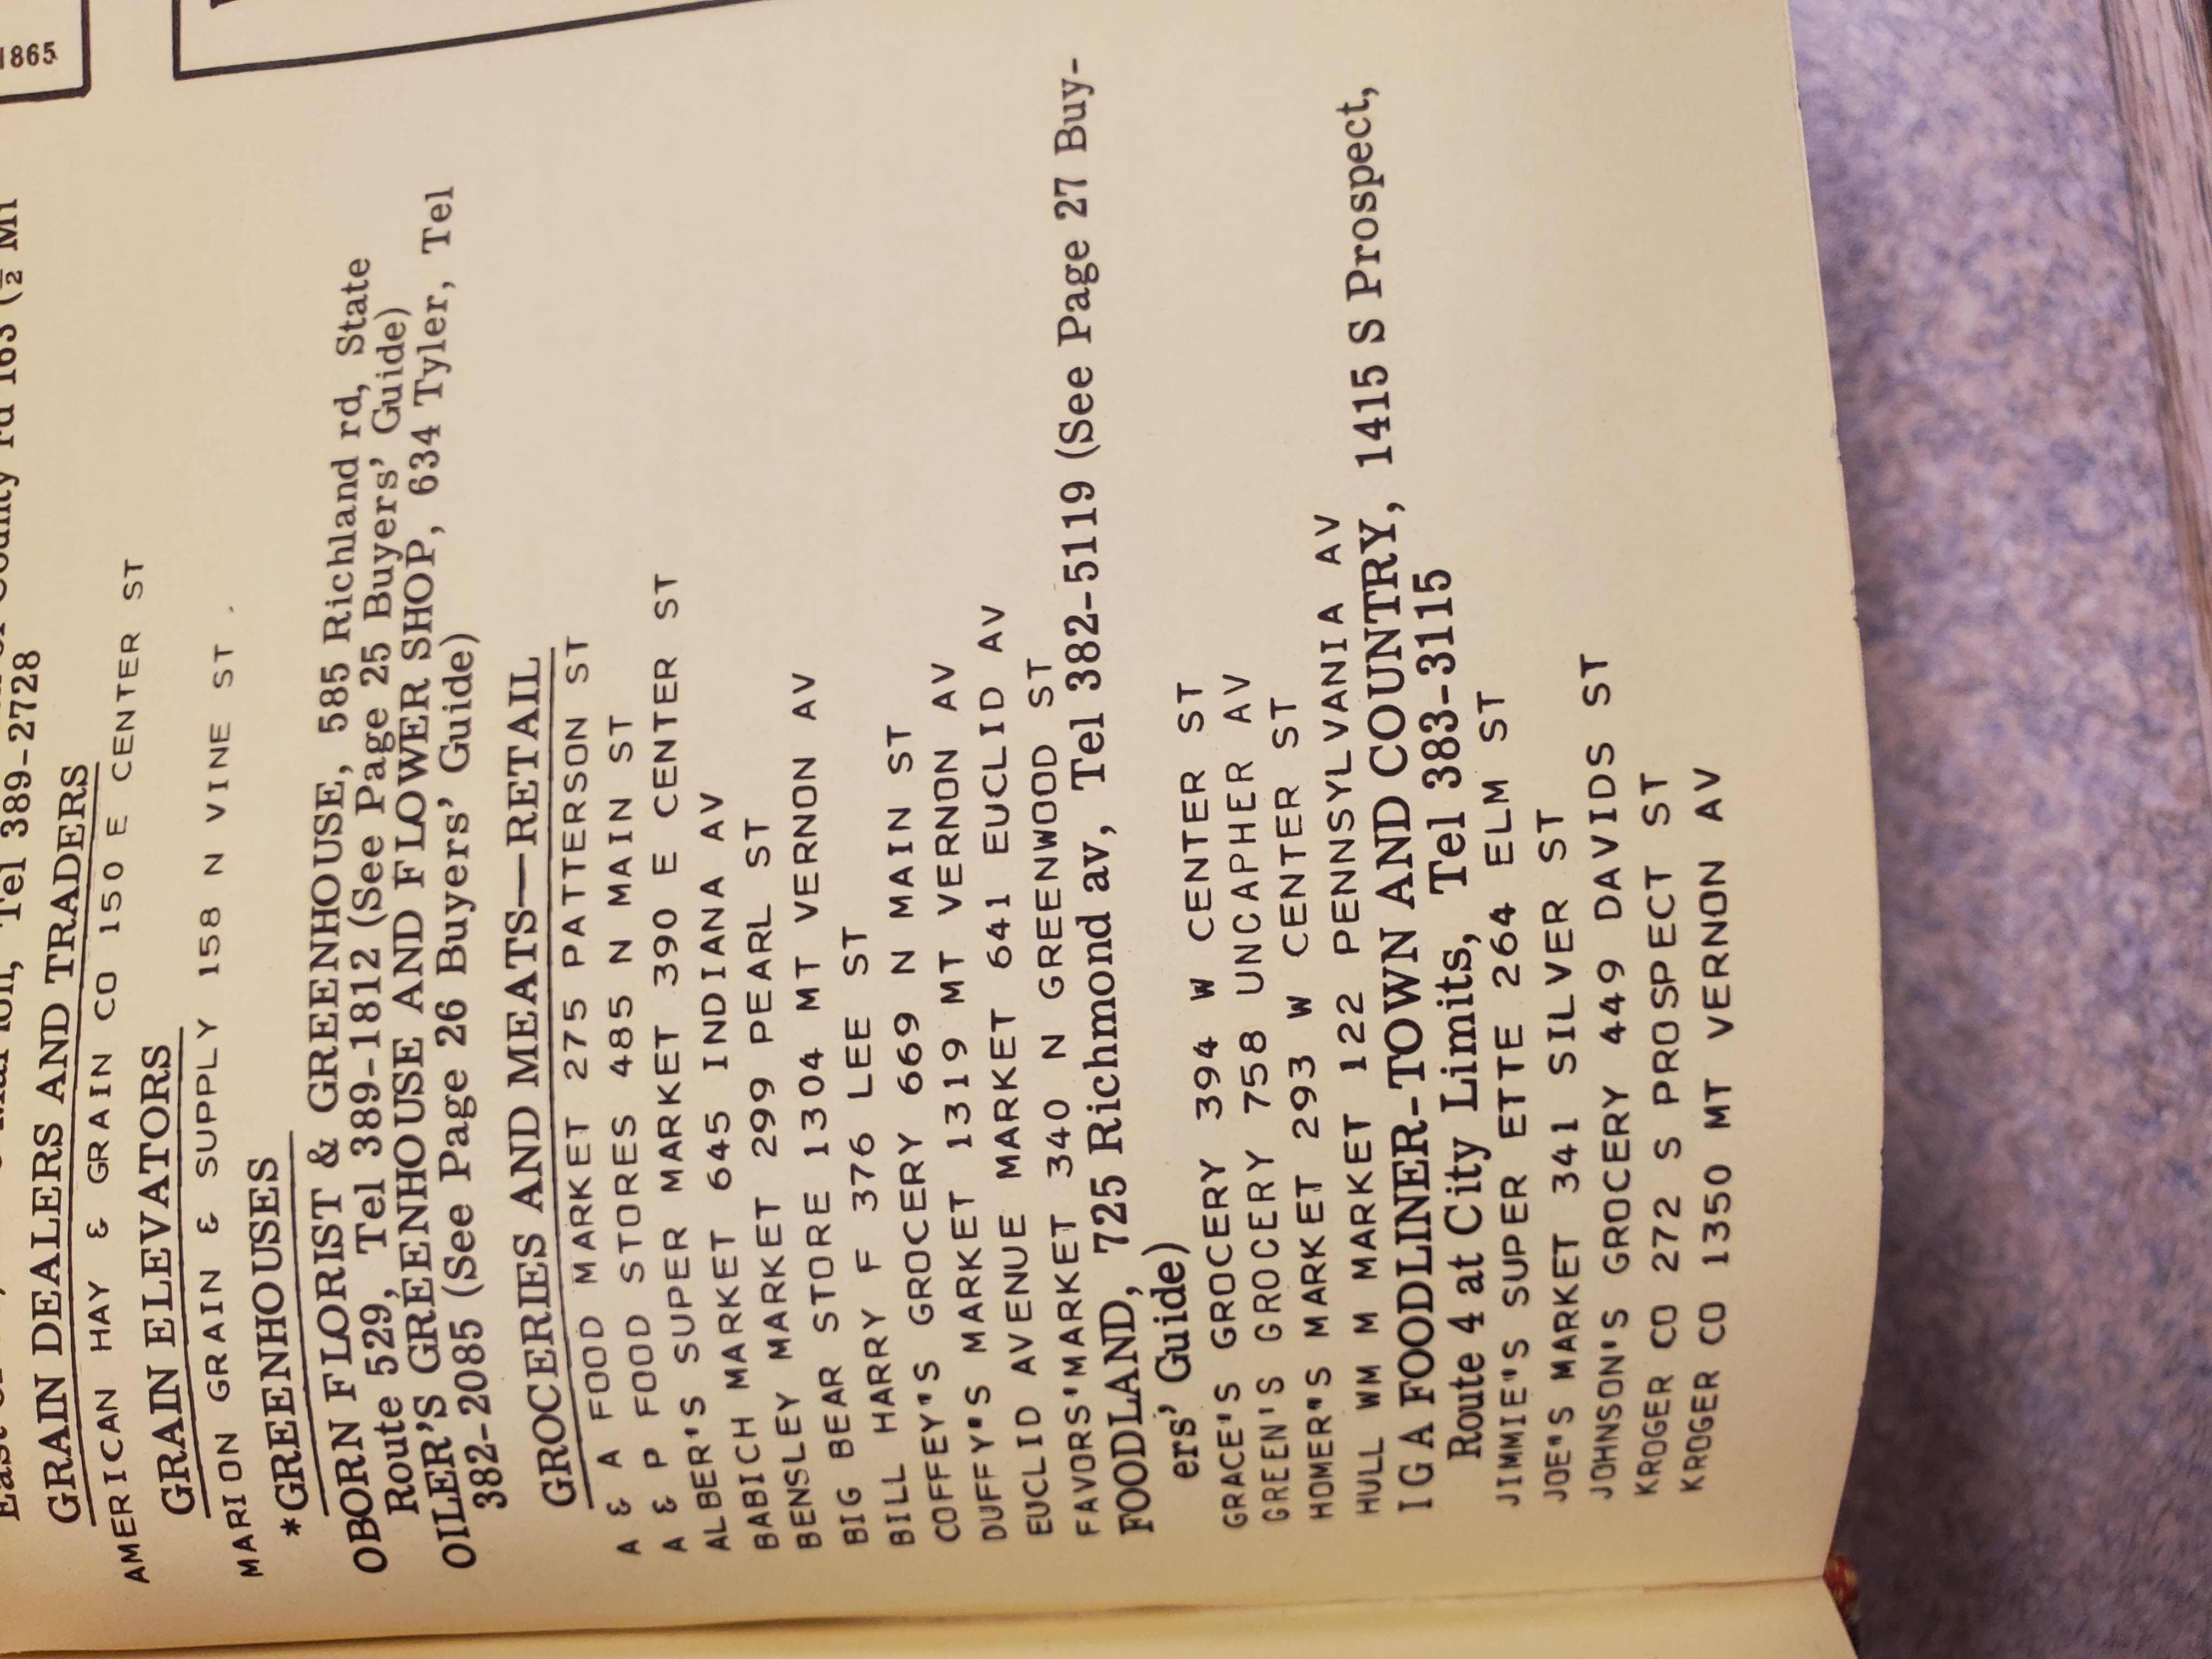 1865
Tel 389-2728
GRAIN DEALERS AND TRADERS
AMERICAN HAY & GRAIN CO 150 E CENTER ST
GRAIN ELEVATORS
MARION GRAIN & SUPPLY 158 N VINE ST
*GREENHOUSES
OBORN FLORIST & GREENHOUSE, 585 Richland rd, State
Route 529, Tel 389-1812 (See Page 25 Buyers' Guide)
OILER'S GREENHOUSE AND FLOWER SHOP, 634 Tyler, Tel
382-2085 (See Page 26 Buyers' Guide)
GROCERIES AND MEATS—RETAIL
A & A FOOD MARKET 275 PATTERSON ST
A & P FOOD STORES 485 N MAIN ST
ALBER'S SUPER MARKET 390 E CENTER ST
BABICH MARKET 645 INDIANA AV
BENSLEY MARKET 299 PEARL ST
BIG BEAR STORE 1304 MT VERNON AV
BILL HARRY F 376 LEE ST
COFFEY'S GROCERY 669 N MAIN ST
DUFFY'S MARKET 1319 MT VERNON AV
EUCLID AVENUE MARKET 641 EUCLID AV
FAVORS'MARKET 340 N GREENWOOD ST
FOODLAND, 725 Richmond av, Tel 382-5119 (See Page 27 Buy-
ers' Guide)
GRACE'S GROCERY 394 W CENTER ST
GREEN'S GROCERY 758 UNCAPHER AV
HOMER'S MARKET 293 W CENTER ST
HULL WM M MARKET 122 PENNSYLVANIA AV
I G A FOODLINER-TOWN AND COUNTRY, 1415 S Prospect,
Route 4 at City Limits, Tel 383-3115
JIMMIE'S SUPER ETTE 264 ELM ST
JOE'S MARKET 341 SILVER ST
JOHNSON'S GROCERY 449 DAVIDS ST
KROGER CO 272 S PROSPECT ST
KROGER CO 1350 MT VERNON AV